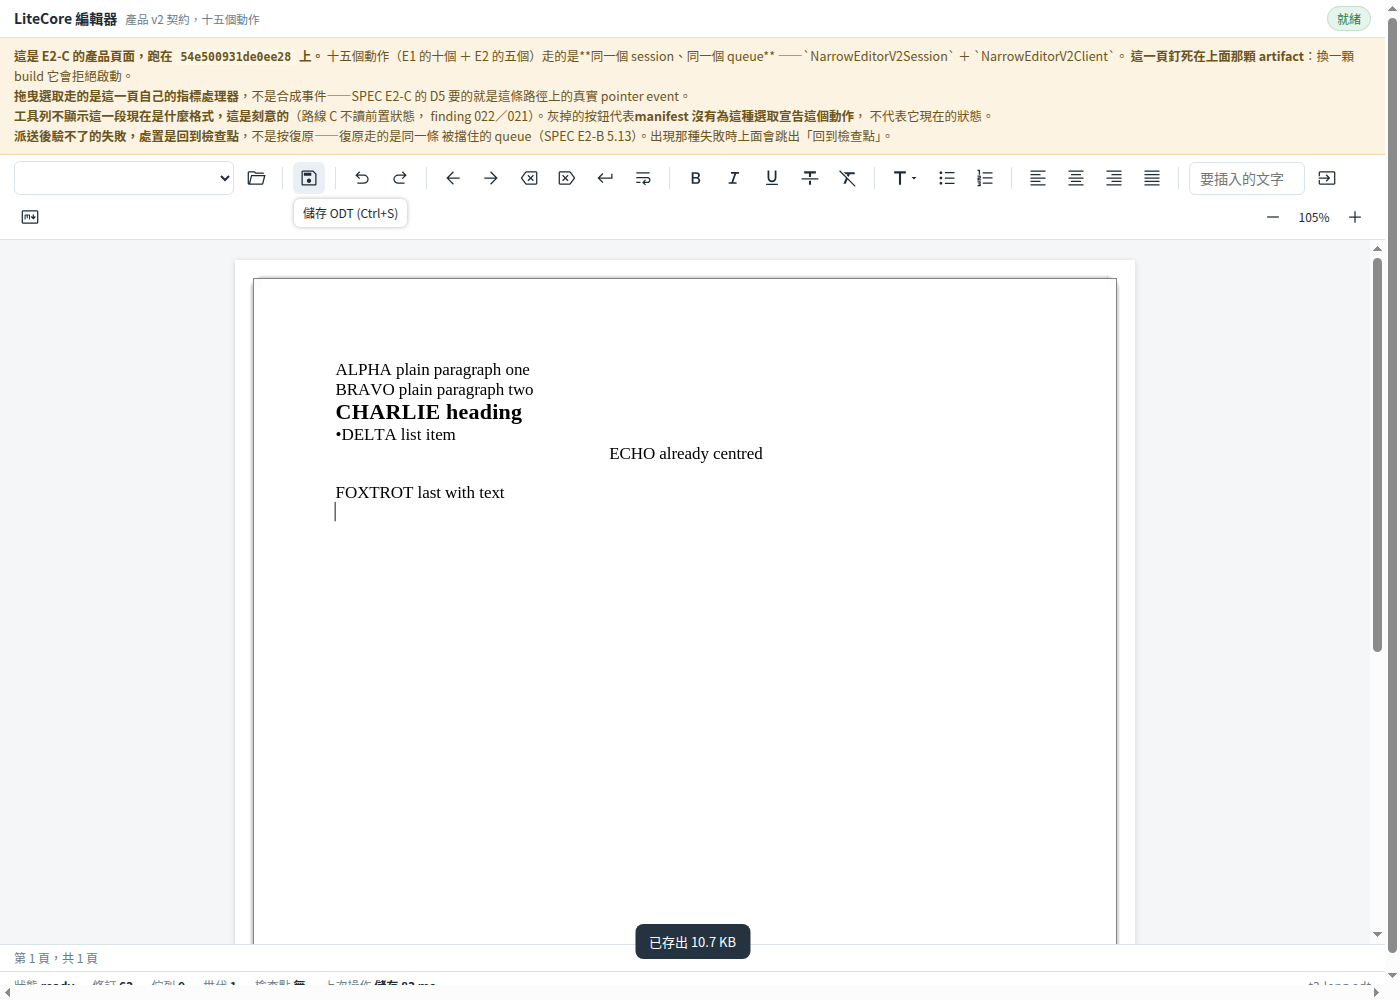 LiteCore 編輯器 產品 v2 契約，十五個動作 就緒
這是 E2-C 的產品頁面，跑在 54e500931de0ee28 上。 十五個動作（E1 的十個 ＋ E2 的五個）走的是**同一個 session、同一個 queue** ——`NarrowEditorV2Session` ＋ `NarrowEditorV2Client`。 這一頁釘死在上面那顆 artifact：換一顆
build 它會拒絕啟動。
拖曳選取走的是這一頁自己的指標處理器，不是合成事件——SPEC E2-C 的 D5 要的就是這條路徑上的真實 pointer event。
工具列不顯示這一段現在是什麼格式，這是刻意的（路線 C 不讀前置狀態， finding 022／021）。灰掉的按鈕代表manifest 沒有為這種選取宣告這個動作， 不代表它現在的狀態。
派送後驗不了的失敗，處置是回到檢查點，不是按復原——復原走的是同一條 被擋住的 queue（SPEC E2-B 5.13）。出現那種失敗時上面會跳出「回到檢查點」。
B I U T T 要插入的文字
儲存 ODT (Ctrl+S) 105%
ALPHA plain paragraph one
BRAVO plain paragraph two
CHARLIE heading
•DELTA list item
ECHO already centred
FOXTROT last with text
已存出 10.7 KB
第 1 頁，共 1 頁